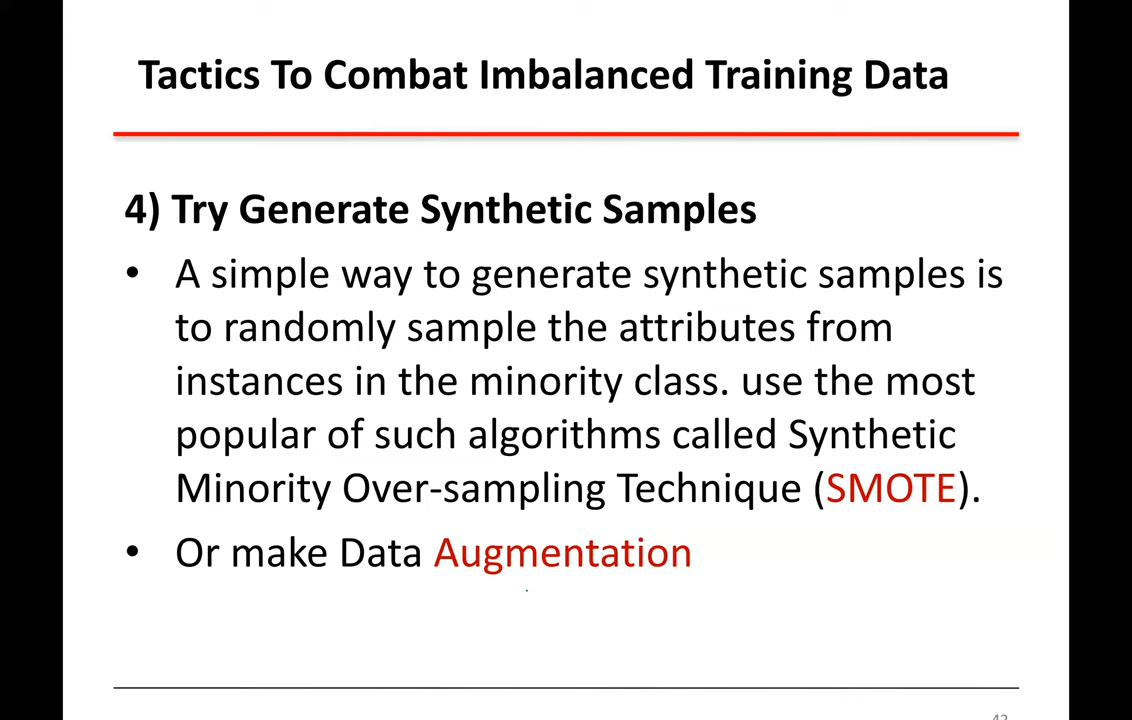 Tactics To Combat Imbalanced Training Data
4) Try Generate Synthetic Samples
• A simple way to generate synthetic samples is
to randomly sample the attributes from
instances in the minority class. use the most
popular of such algorithms called Synthetic
Minority Over-sampling Technique (SMOTE).
• Or make Data Augmentation